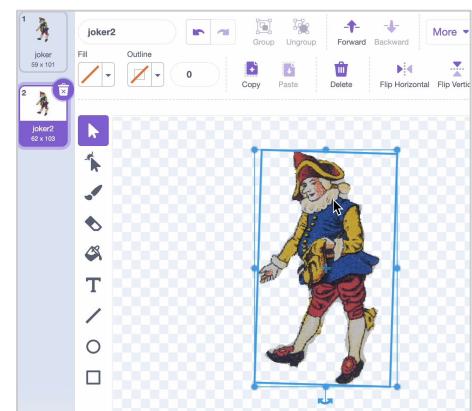 1
joker
59 x 101
2
joker2
62 x 103
joker2
Group
Ungroup
Forward
Backward
More
Fill
Outline
0
Copy
Paste
Delete
Flip Horizontal
Flip Vertic
T